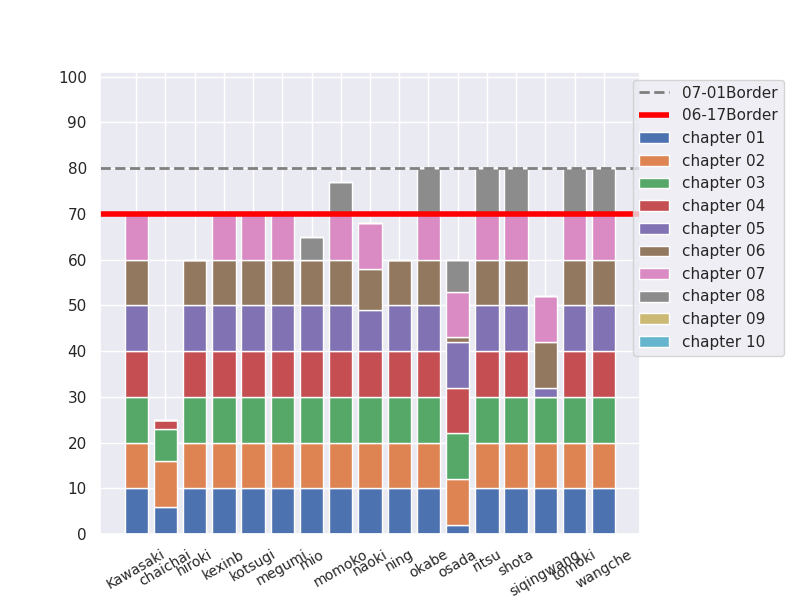 100
90
80
70
60
50
40
30
20
10
0
07-01Border
06-17Border
chapter 01
chapter 02
chapter 03
chapter 04
chapter 05
chapter 06
chapter 07
chapter 08
chapter 09
chapter 10
Kawasaki
chaichai
hiroki
kexinb
kotsugi
megumi
mio
momoko
naoki
ning
okabe
osada
ritsu
shota
siqingwang
tomoki
wangche